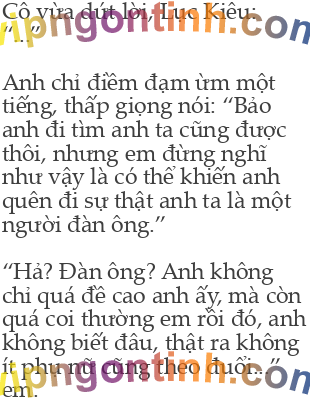 Cô vừa dứt lời, Lục Kiêu:
“...”
vipngontinh.com
Anh chỉ điềm đạm ừm một
tiếng, thấp giọng nói: “Bảo
anh đi tìm anh ta cũng được
thôi, nhưng em đừng nghĩ
như vậy là có thể khiến anh
quên đi sự thật anh ta là một
người đàn ông.”
“Hả? Đàn ông? Anh không
chỉ quá đề cao anh ấy, mà còn
quá coi thường em rồi đó, anh
không biết đâu, thật ra không
ít phụ nữ cũng theo đuổi...”
em.
vipngontinh.com